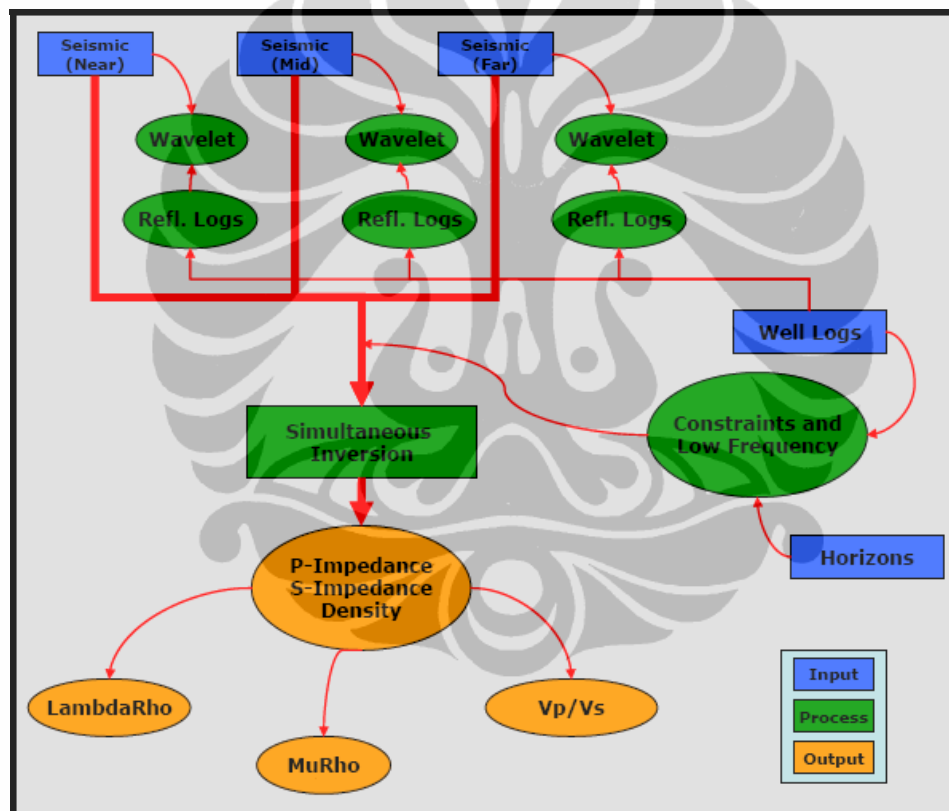 Seismic
(Near)
Seismic
(Mid)
Seismic
(Far)
Wavelet
Wavelet
Wavelet
Refl. Logs
Refl. Logs
Refl. Logs
Well Logs
Simultaneous
Inversion
Constraints and
Low Frequency
P-Impedance
S-Impedance
Density
Horizons
LambdaRho
Vp/Vs
MuRho
Input
Process
Output